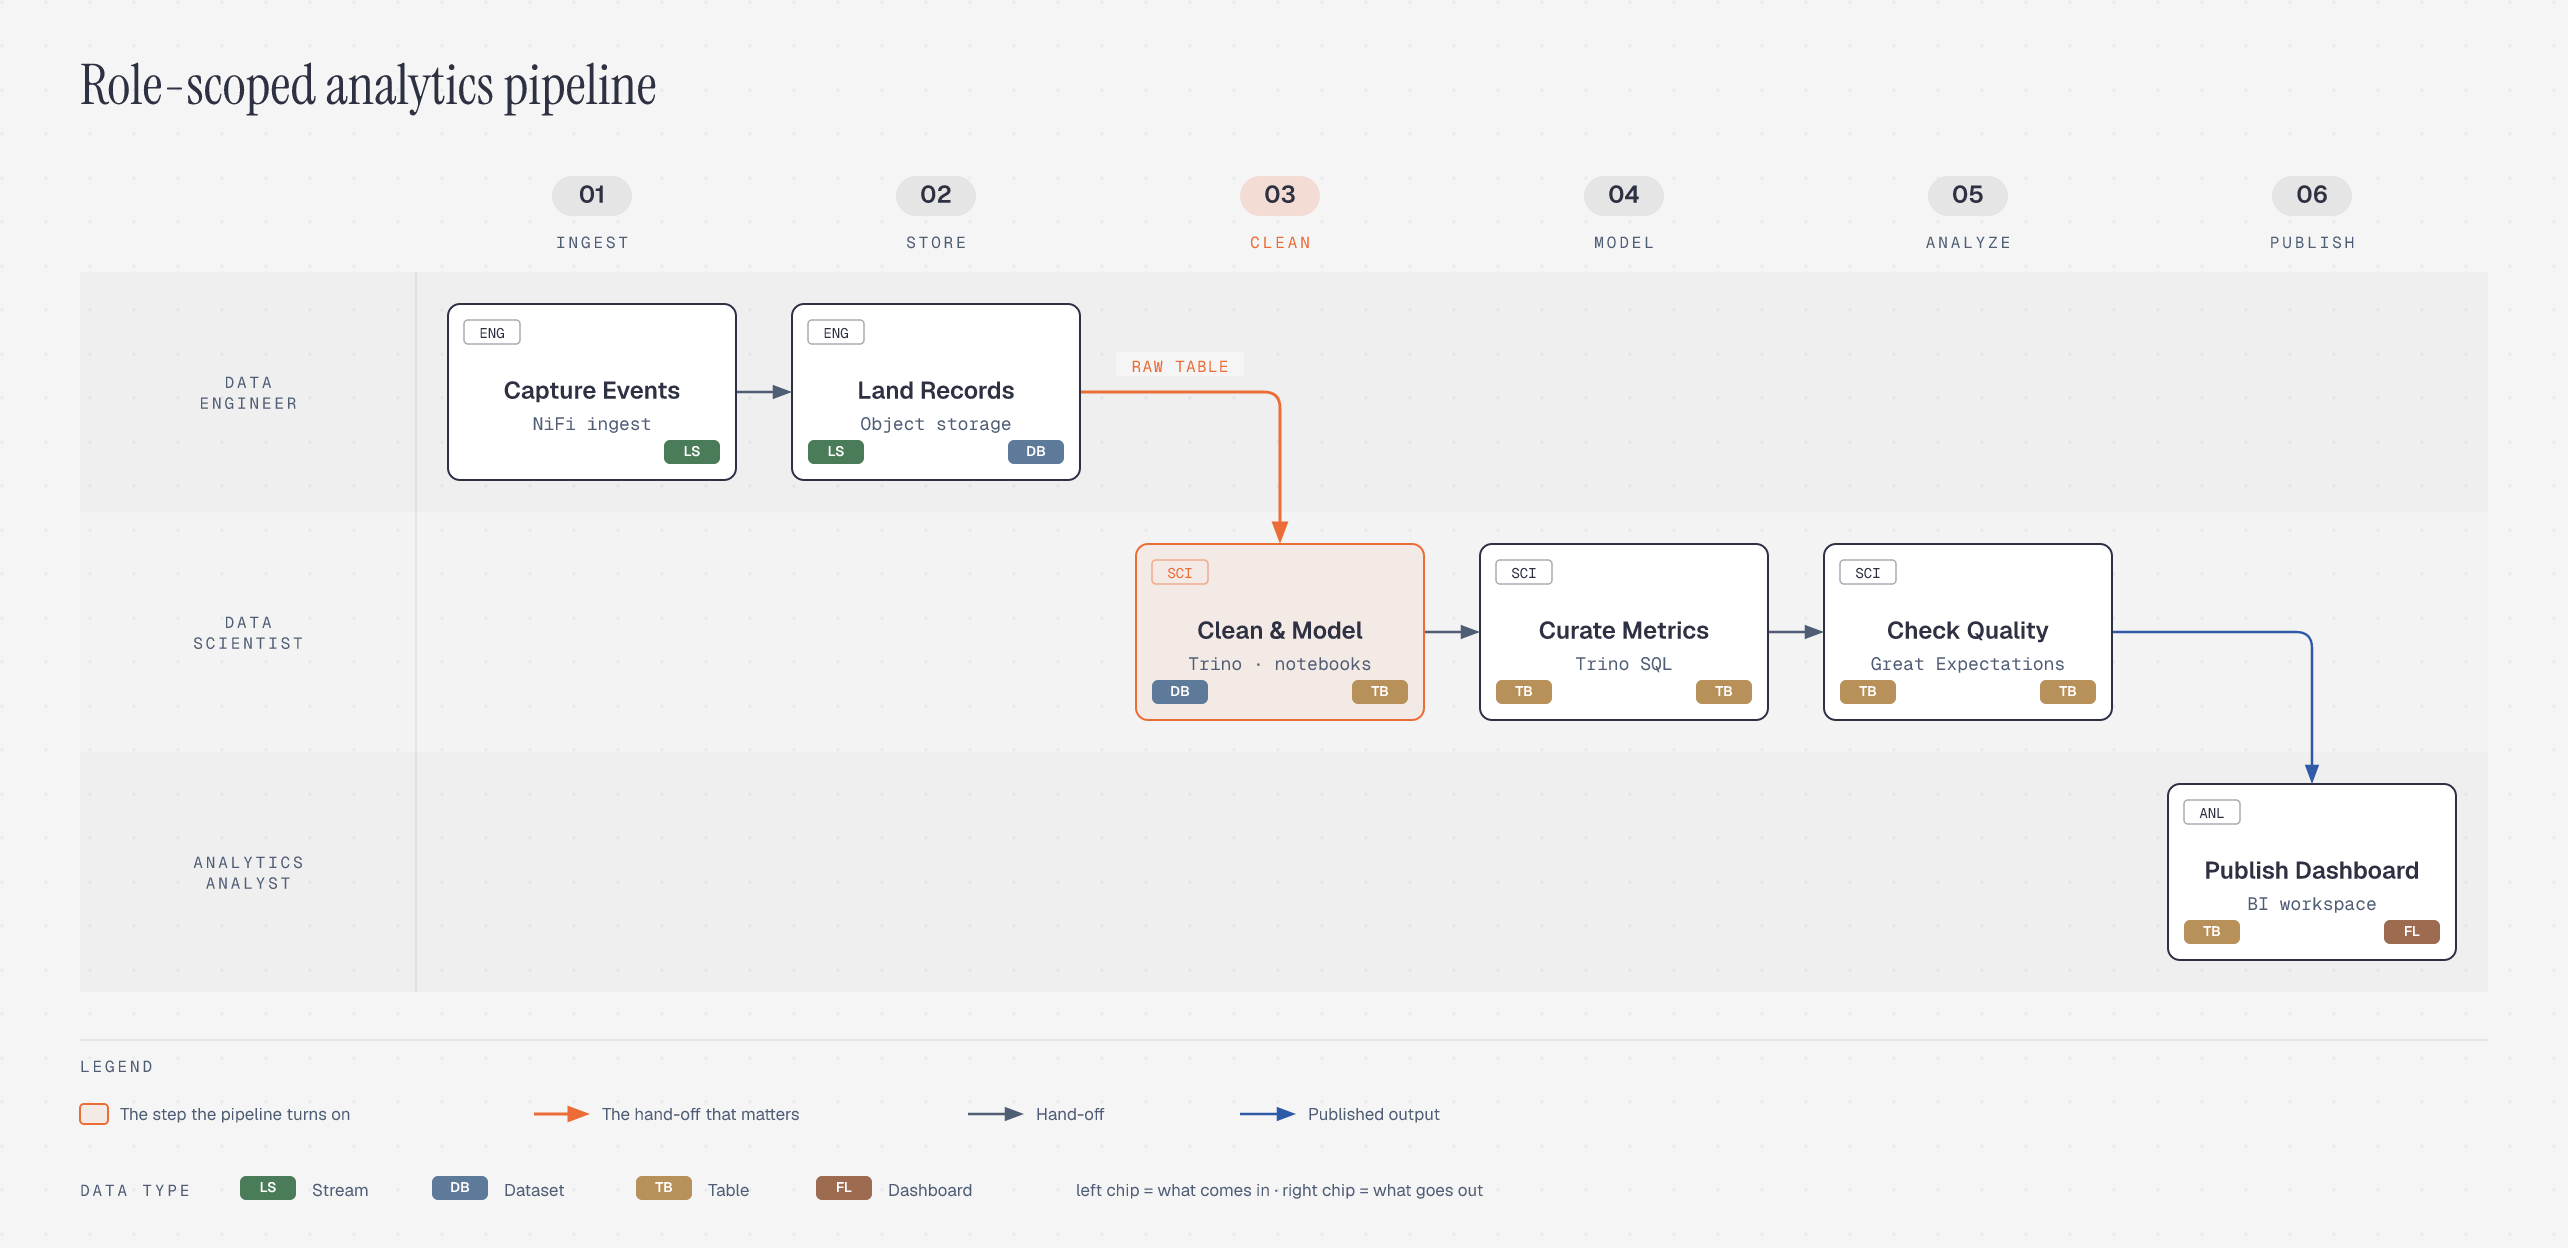 Role-scoped analytics pipeline
01
02
03
04
05
06
INGEST
STORE
CLEAN
MODEL
ANALYZE
PUBLISH
DATA
ENGINEER
ENG
Capture Events
NiFi ingest
LS
ENG
Land Records
Object storage
LS
DB
RAW TABLE
DATA
SCIENTIST
SCI
Clean & Model
Trino · notebooks
DB
TB
SCI
Curate Metrics
Trino SQL
TB
TB
SCI
Check Quality
Great Expectations
TB
TB
ANALYTICS
ANALYST
ANL
Publish Dashboard
BI workspace
TB
FL
LEGEND
The step the pipeline turns on
The hand-off that matters
Hand-off
Published output
DATA TYPE
LS
Stream
DB
Dataset
TB
Table
FL
Dashboard
left chip = what comes in · right chip = what goes out